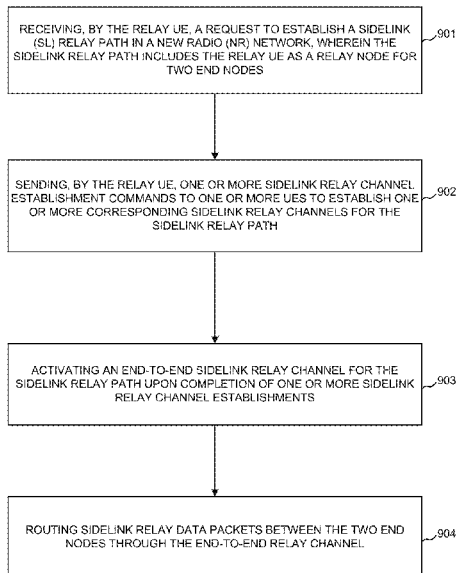 RECEIVING, BY THE RELAY UE, A REQUEST TO ESTABLISH A SIDELINK
(SL) RELAY PATH IN A NEW RADIO (NR) NETWORK, WHEREIN THE
SIDELINK RELAY PATH INCLUDES THE RELAY UE AS A RELAY NODE FOR
TWO END NODES
901
SENDING, BY THE RELAY UE, ONE OR MORE SIDELINK RELAY CHANNEL
ESTABLISHMENT COMMANDS TO ONE OR MORE UES TO ESTABLISH ONE
OR MORE CORRESPONDING SIDELINK RELAY CHANNELS FOR THE
SIDELINK RELAY PATH
902
ACTIVATING AN END-TO-END SIDELINK RELAY CHANNEL FOR THE
SIDELINK RELAY PATH UPON COMPLETION OF ONE OR MORE SIDELINK
RELAY CHANNEL ESTABLISHMENTS
903
ROUTING SIDELINK RELAY DATA PACKETS BETWEEN THE TWO END
NODES THROUGH THE END-TO-END RELAY CHANNEL
904